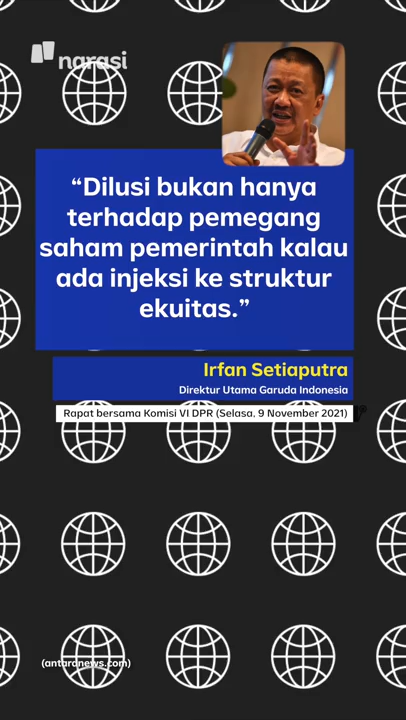 narasi
“Dilusi bukan hanya
terhadap pemegang
saham pemerintah kalau
ada injeksi ke struktur
ekuitas.”
Irfan Setiaputra
Direktur Utama Garuda Indonesia
Rapat bersama Komisi VI DPR (Selasa, 9 November 2021)
(antaranews.com)